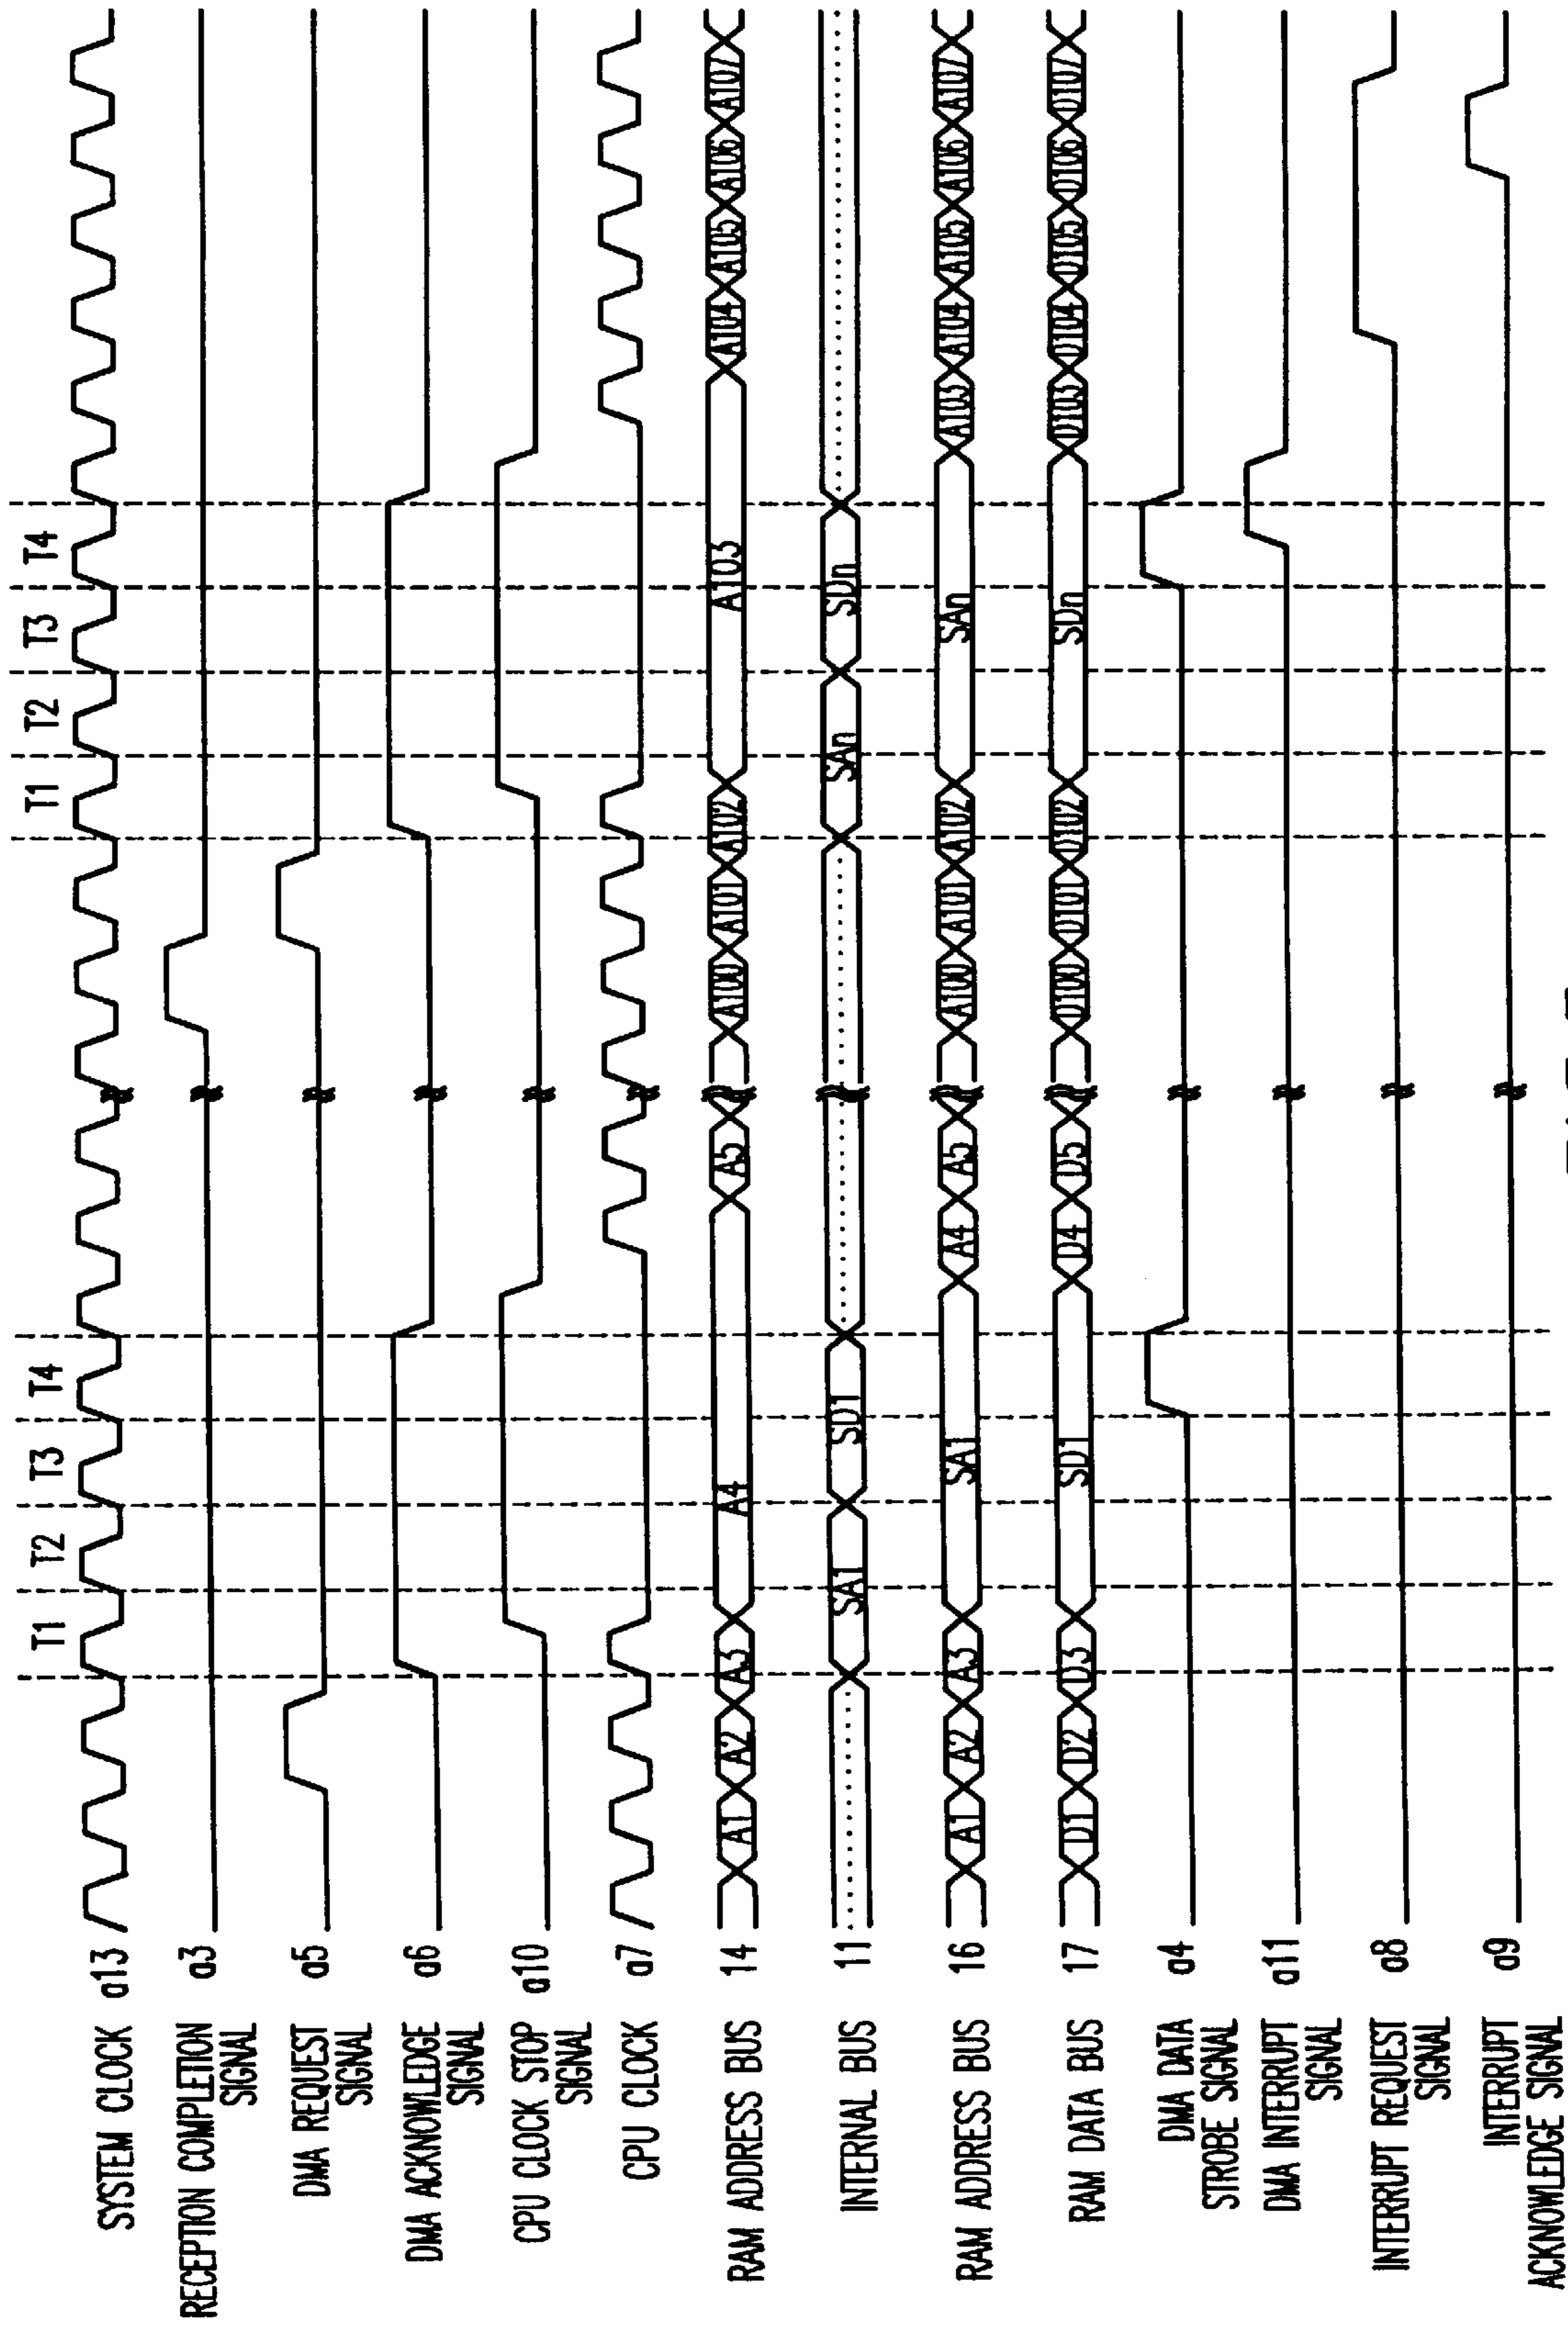 T1 T2 T3 T4 T1 T2 T3 T4
SYSTEM CLOCK a13
RECEPTION COMPLETION a3
SIGNAL
DMA REQUEST a5
SIGNAL
DMA ACKNOWLEDGE a6
SIGNAL
CPU CLOCK STOP a10
SIGNAL
CPU CLOCK a7
RAM ADDRESS BUS 14 A1 A2 A3 A4 A5 A100 A101 A102 A103 A104 A105 A106 A107
INTERNAL BUS 11 SA1 SD1 SAn SDn
RAM ADDRESS BUS 16 A1 A2 A3 SA1 A4 A5 A100 A101 A102 SAn A103 A104 A105 A106 A107
RAM DATA BUS 17 D1 D2 D3 SD1 D4 D5 D100 D101 D102 SDn D103 D104 D105 D106 D107
DMA DATA a4
STROBE SIGNAL
DMA INTERRUPT a11
SIGNAL
INTERRUPT REQUEST a8
SIGNAL
INTERRUPT a9
ACKNOWLEDGE SIGNAL